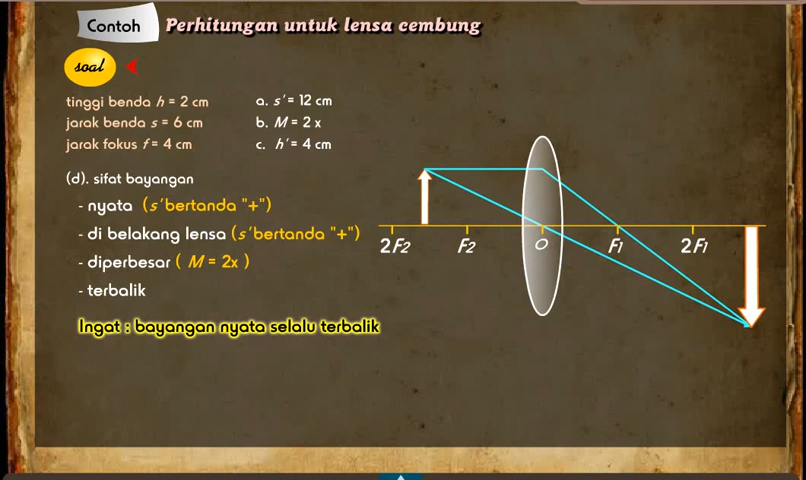 Contoh Perhitungan untuk lensa cembung
soal
tinggi benda h = 2 cm
jarak benda s = 6 cm
jarak fokus f = 4 cm
a. s' = 12 cm
b. M = 2 x
c. h' = 4 cm
(d). sifat bayangan
- nyata (s' bertanda "+")
- di belakang lensa (s' bertanda "+")
- diperbesar ( M = 2x )
- terbalik
Ingat : bayangan nyata selalu terbalik
2F2 F2 O F1 2F1